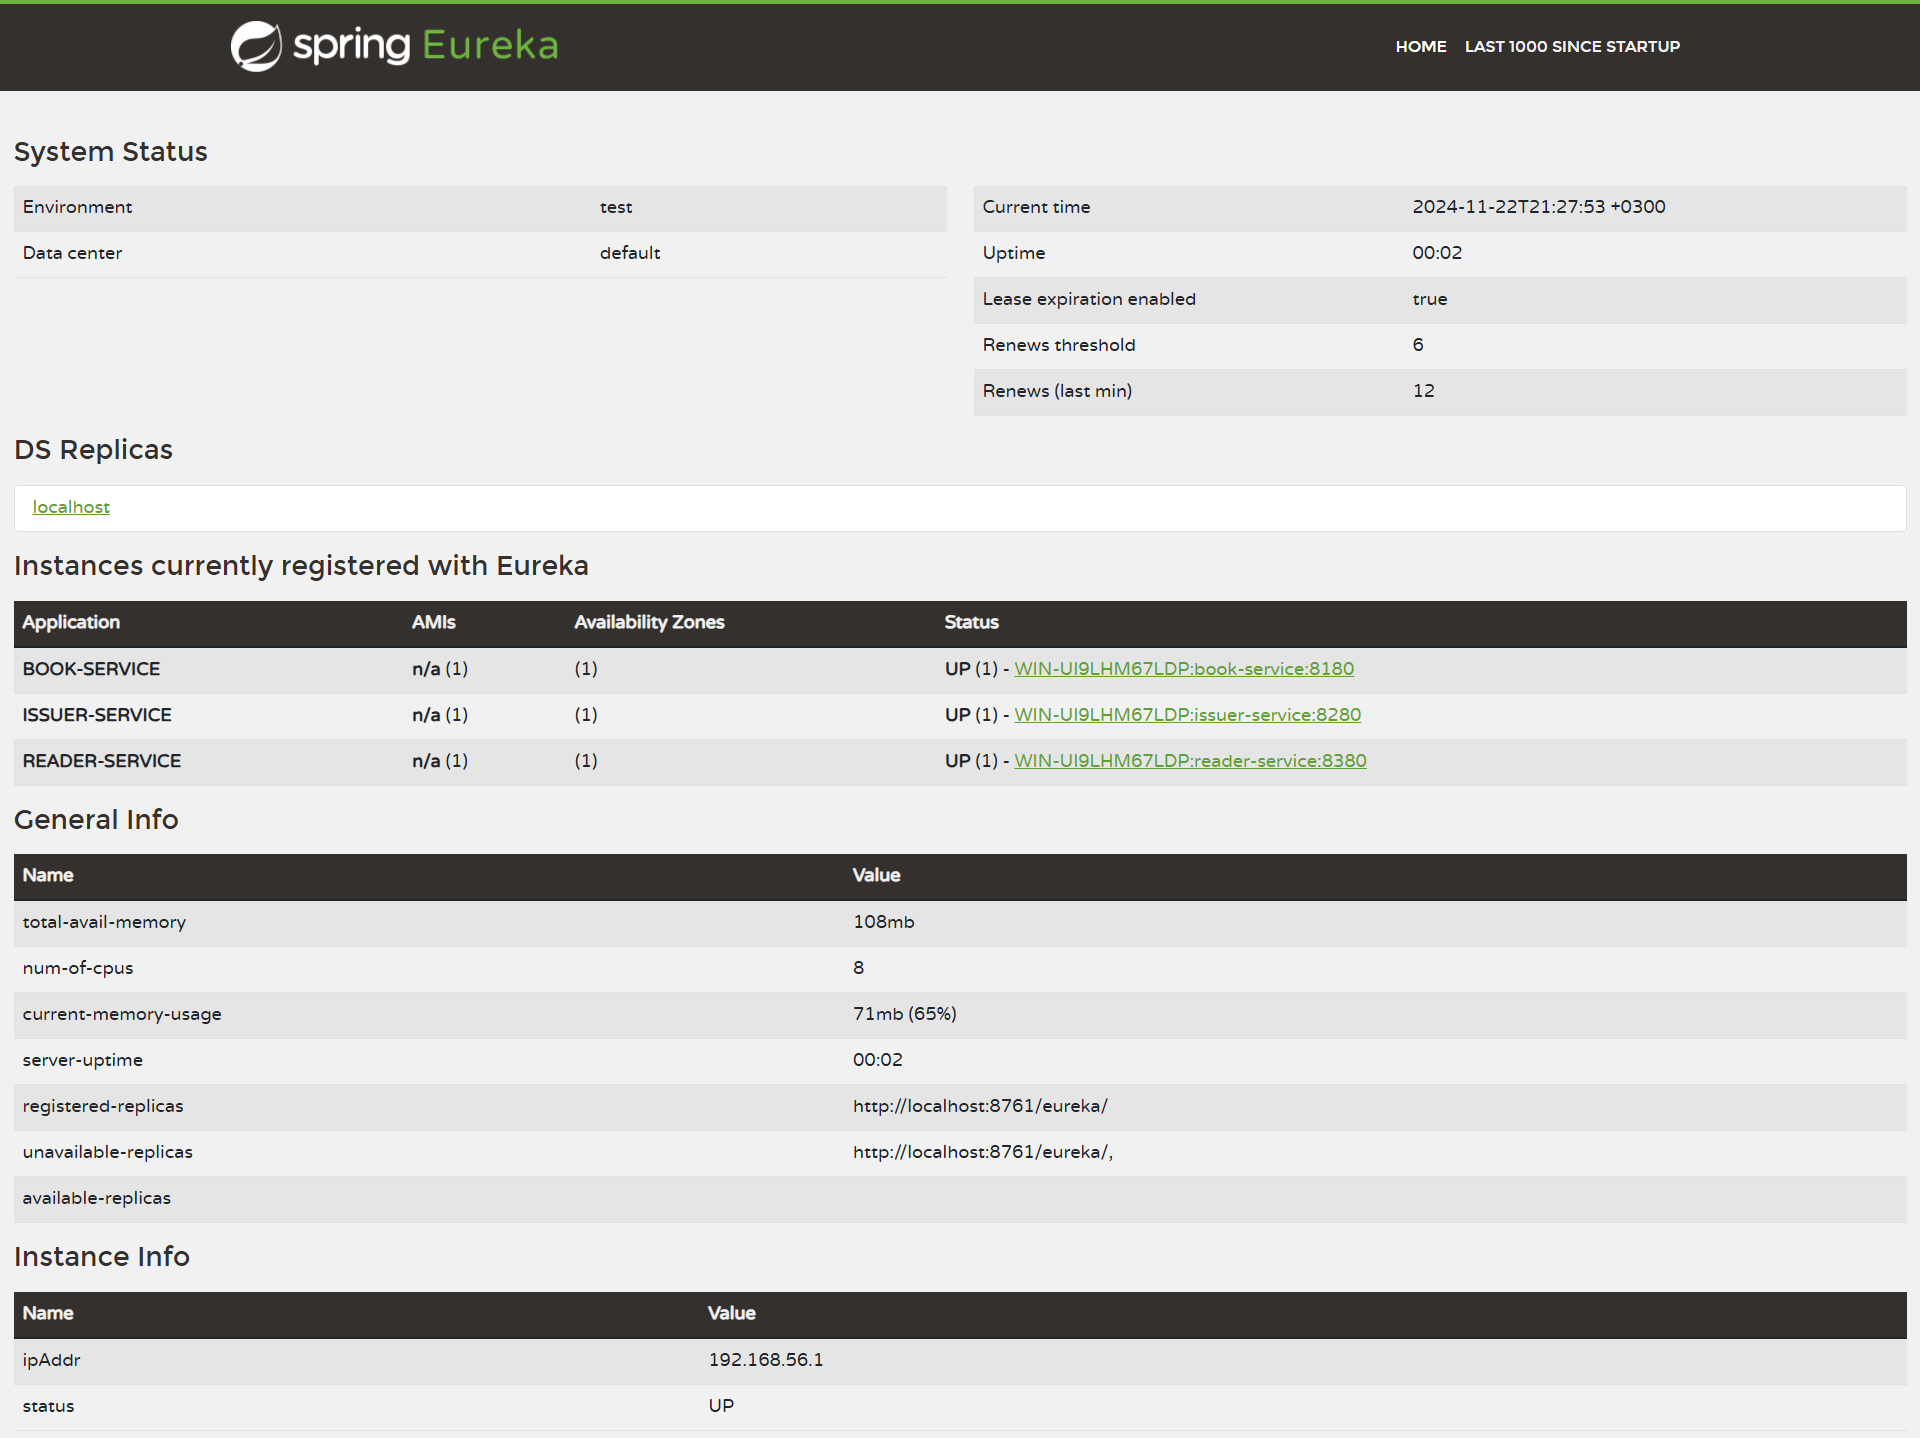 spring Eureka
HOME LAST 1000 SINCE STARTUP
System Status
Environment test
Data center default
Current time 2024-11-22T21:27:53 +0300
Uptime 00:02
Lease expiration enabled true
Renews threshold 6
Renews (last min) 12
DS Replicas
localhost
Instances currently registered with Eureka
Application AMIs Availability Zones Status
BOOK-SERVICE n/a (1) (1) UP (1) - WIN-UI9LHM67LDP:book-service:8180
ISSUER-SERVICE n/a (1) (1) UP (1) - WIN-UI9LHM67LDP:issuer-service:8280
READER-SERVICE n/a (1) (1) UP (1) - WIN-UI9LHM67LDP:reader-service:8380
General Info
Name Value
total-avail-memory 108mb
num-of-cpus 8
current-memory-usage 71mb (65%)
server-uptime 00:02
registered-replicas http://localhost:8761/eureka/
unavailable-replicas http://localhost:8761/eureka/,
available-replicas
Instance Info
Name Value
ipAddr 192.168.56.1
status UP